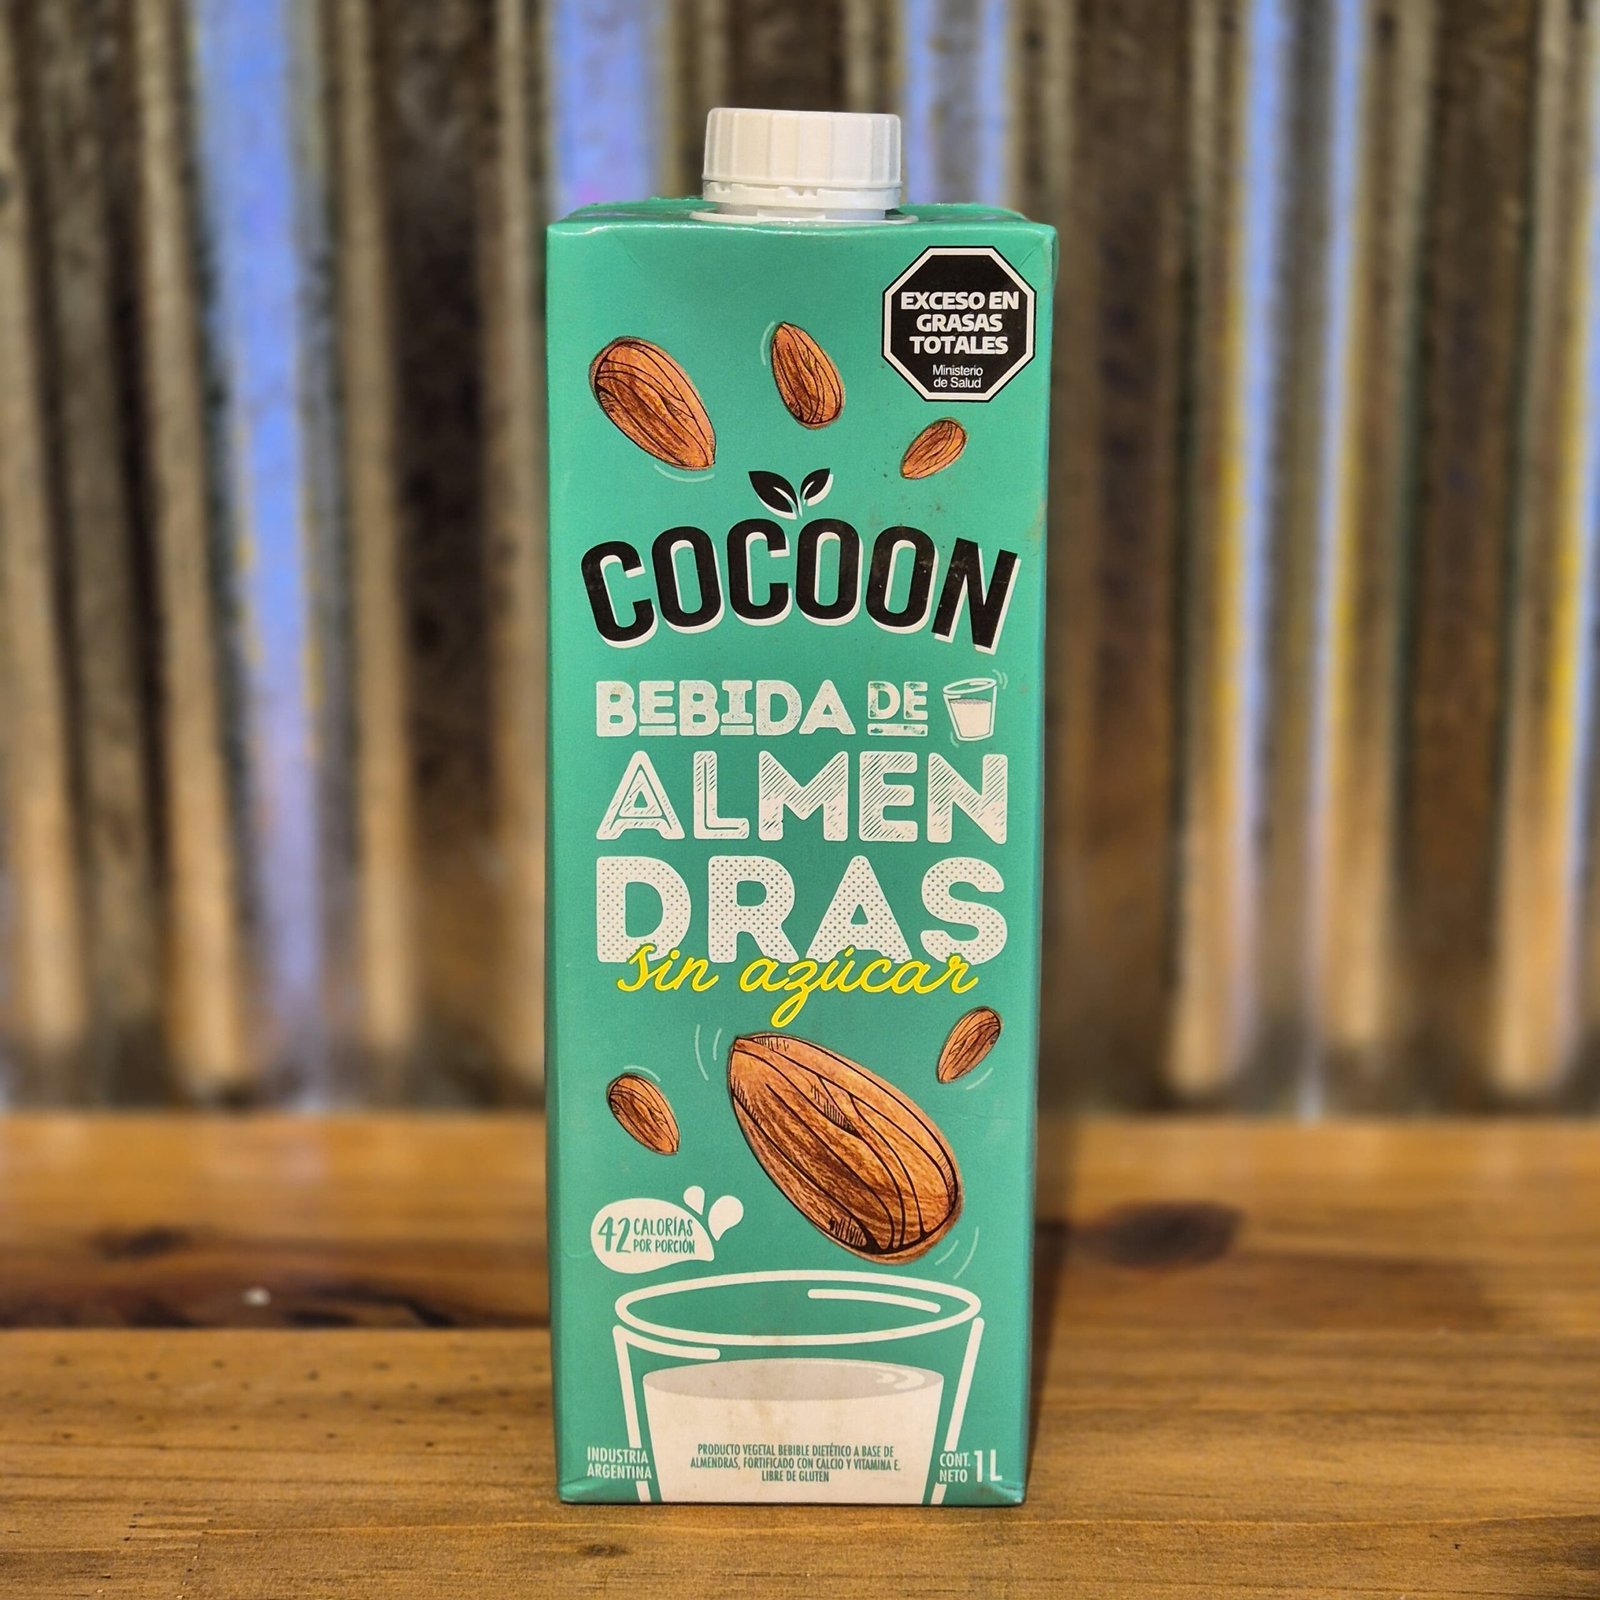 EXCESO EN
GRASAS
TOTALES
Ministerio
de Salud
COCOON
BEBIDA DE
ALMEN
DRAS
sin azúcar
42 CALORÍAS
POR PORCIÓN
INDUSTRIA
ARGENTINA
PRODUCTO VEGETAL BEBIBLE DIETÉTICO A BASE DE
ALMENDRAS, FORTIFICADO CON CALCIO Y VITAMINA E.
LIBRE DE GLUTEN
CONT.
NETO 1 L